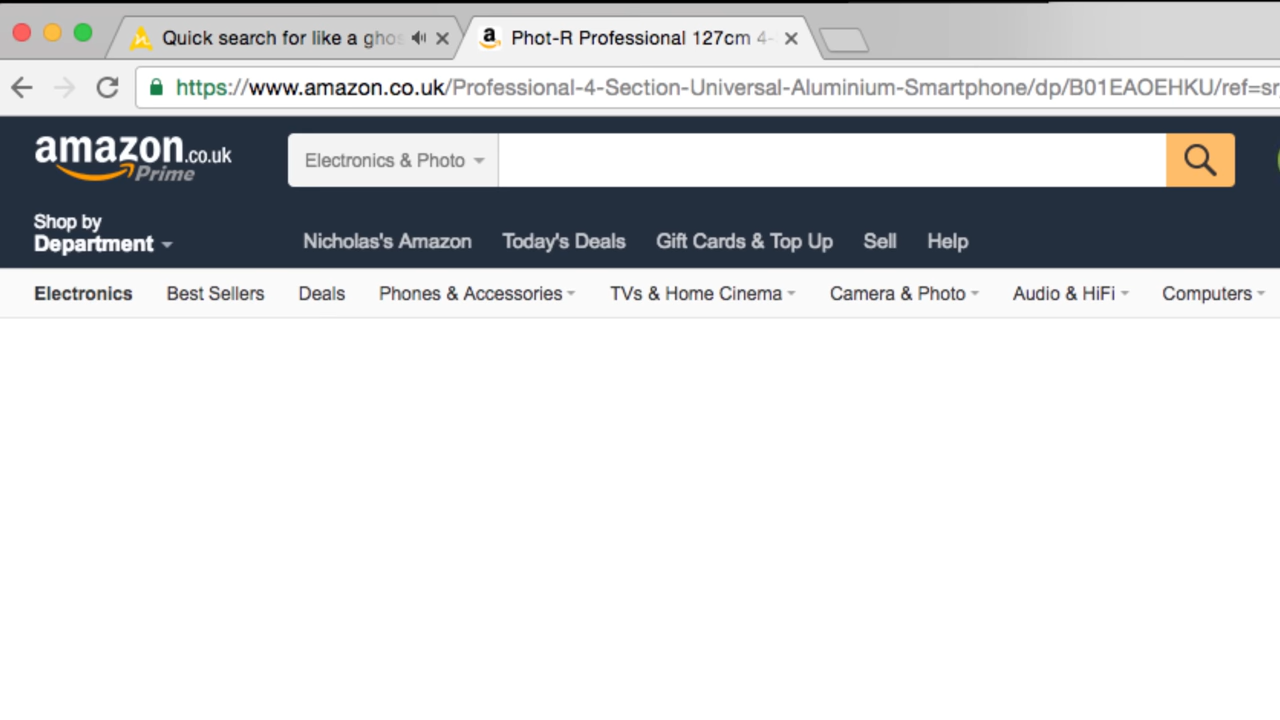 Quick search for like a ghos
Phot-R Professional 127cm 4-
https://www.amazon.co.uk/Professional-4-Section-Universal-Aluminium-Smartphone/dp/B01EAOEHKU/ref=sr
amazon.co.uk
Prime
Electronics & Photo
Shop by
Department
Nicholas's Amazon Today's Deals Gift Cards & Top Up Sell Help
Electronics Best Sellers Deals Phones & Accessories TVs & Home Cinema Camera & Photo Audio & HiFi Computers